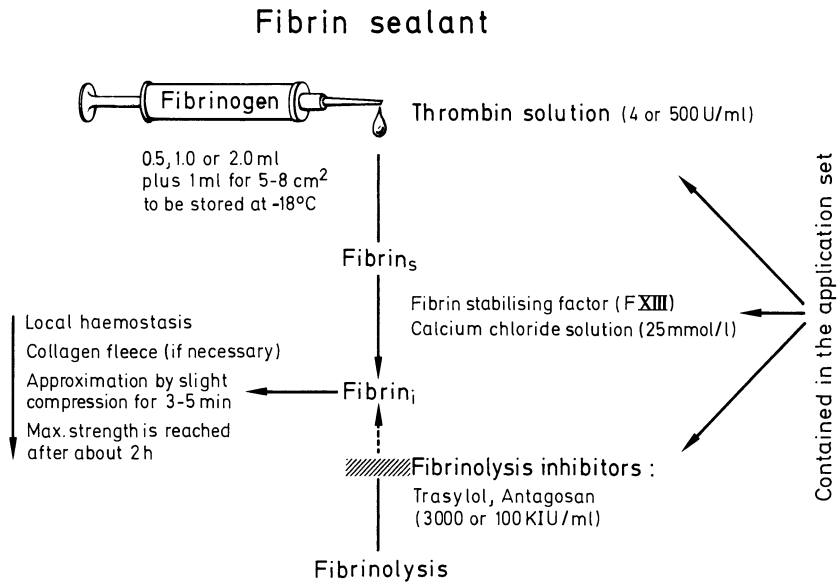 Fibrin sealant
Fibrinogen
Thrombin solution (4 or 500 U/ml)
0.5, 1.0 or 2.0 ml
plus 1 ml for 5-8 cm²
to be stored at -18°C
Fibrinₛ
Fibrin stabilising factor (F XIII)
Calcium chloride solution (25 mmol/l)
Contained in the application set
Local haemostasis
Collagen fleece (if necessary)
Approximation by slight
compression for 3-5 min
Max. strength is reached
after about 2 h
Fibrinᵢ
Fibrinolysis inhibitors :
Trasylol, Antagosan
(3000 or 100 KIU/ml)
Fibrinolysis